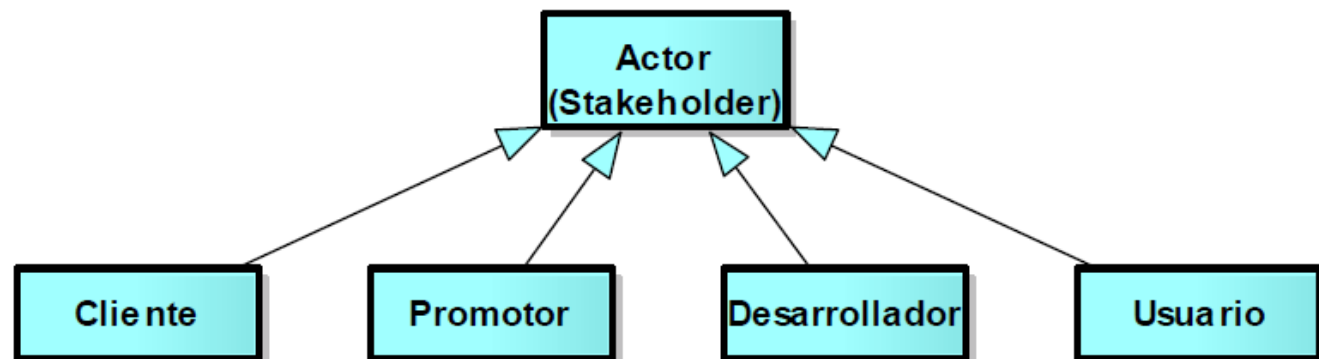 Actor
(Stakeholder)
Cliente
Promotor
Desarrollador
Usuario